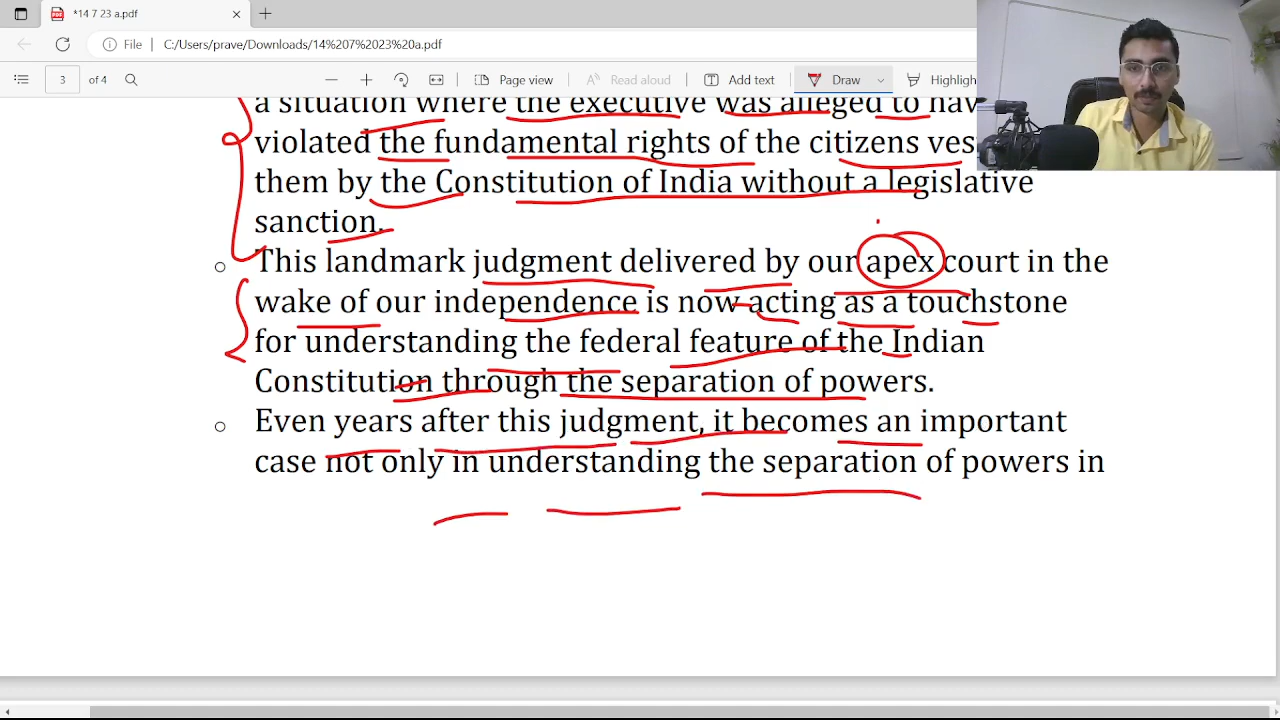 *14 7 23 a.pdf
File C:/Users/prave/Downloads/14%207%2023%20a.pdf
3 of 4 Page view Read aloud Add text Draw Highligh
a situation where the executive was alleged to hav
violated the fundamental rights of the citizens ves
them by the Constitution of India without a legislative
sanction.
This landmark judgment delivered by our apex court in the
wake of our independence is now acting as a touchstone
for understanding the federal feature of the Indian
Constitution through the separation of powers.
Even years after this judgment, it becomes an important
case not only in understanding the separation of powers in